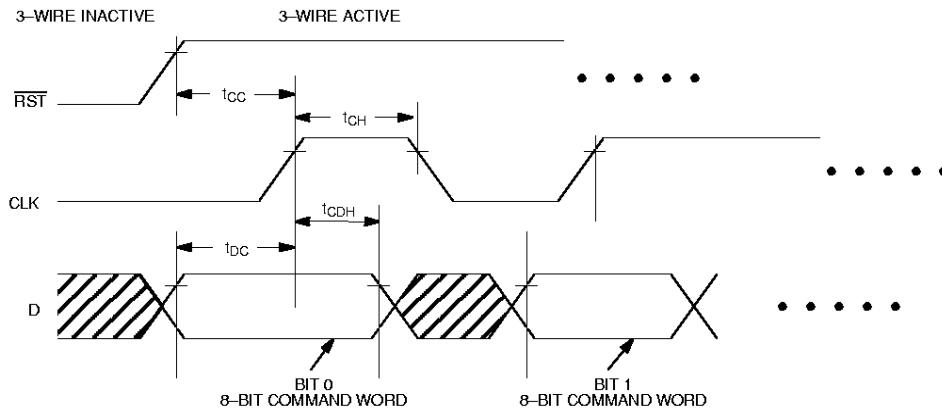 3–WIRE INACTIVE
3–WIRE ACTIVE
RST
tCC
tCH
CLK
tCDH
tDC
D
BIT 0
8–BIT COMMAND WORD
BIT 1
8–BIT COMMAND WORD